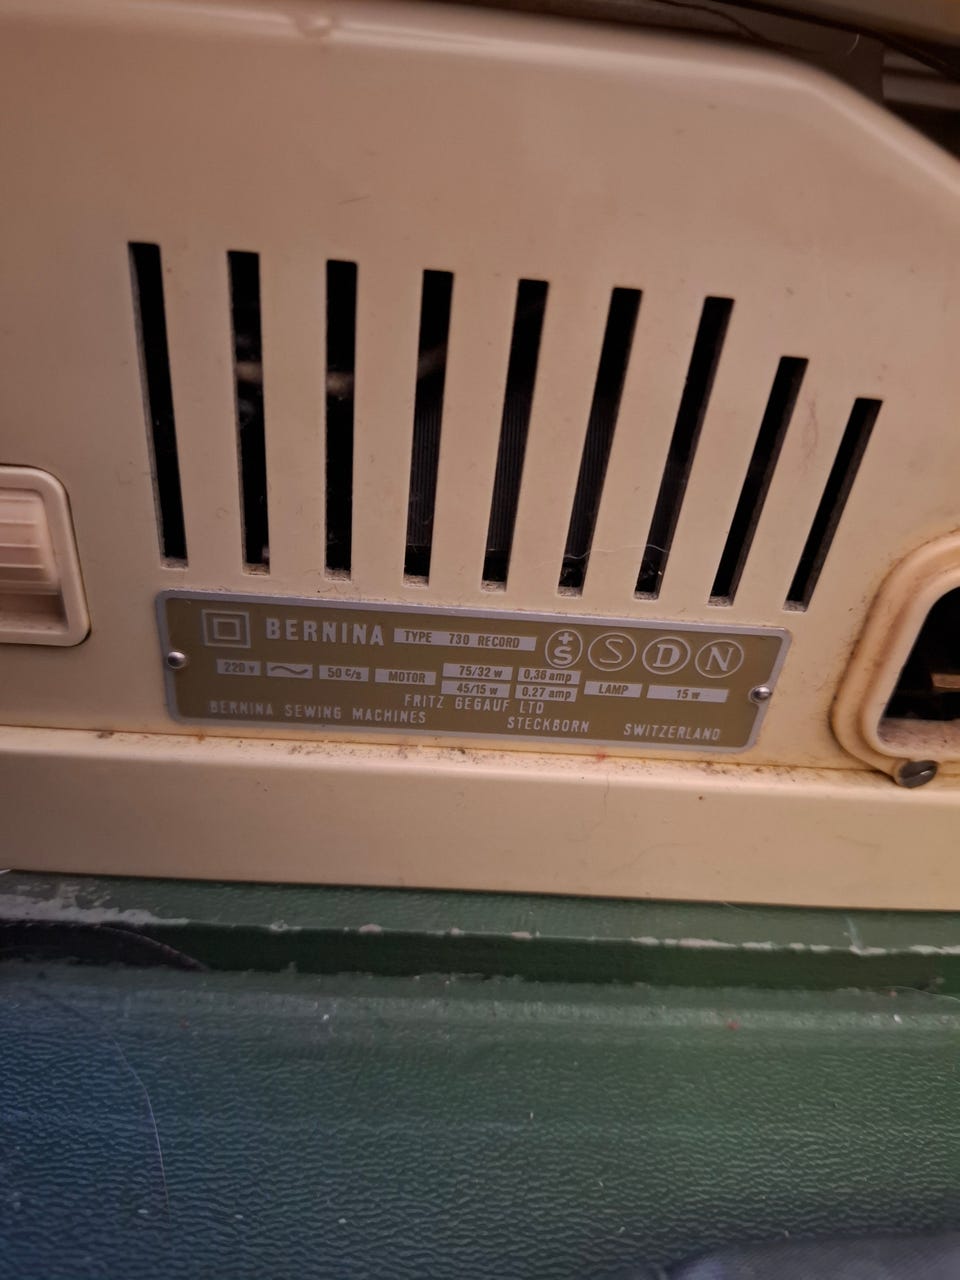 BERNINA TYPE 730 RECORD +S S D N
220 v 50 c/s MOTOR 75/32 w 0,36 amp
45/15 w 0.27 amp LAMP 15 w
FRITZ GEGAUF LTD
BERNINA SEWING MACHINES STECKBORN SWITZERLAND